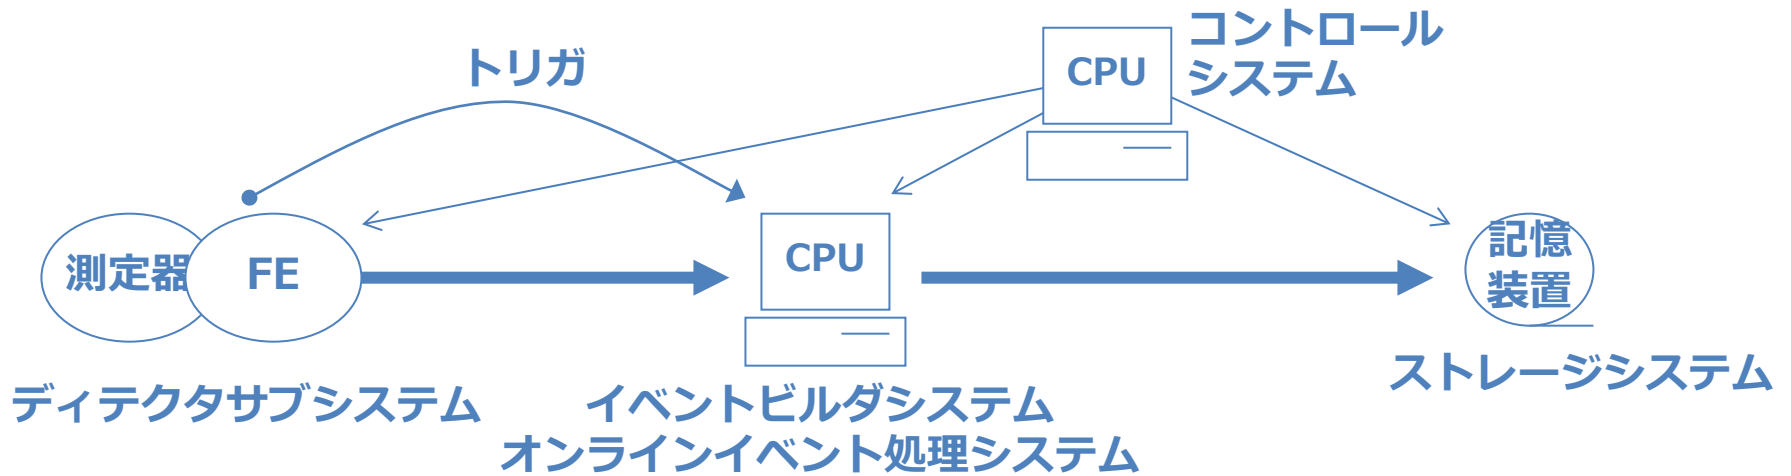 コントロール
システム
CPU
トリガ
測定器
FE
CPU
記憶
装置
ディテクタサブシステム
イベントビルダシステム
オンラインイベント処理システム
ストレージシステム